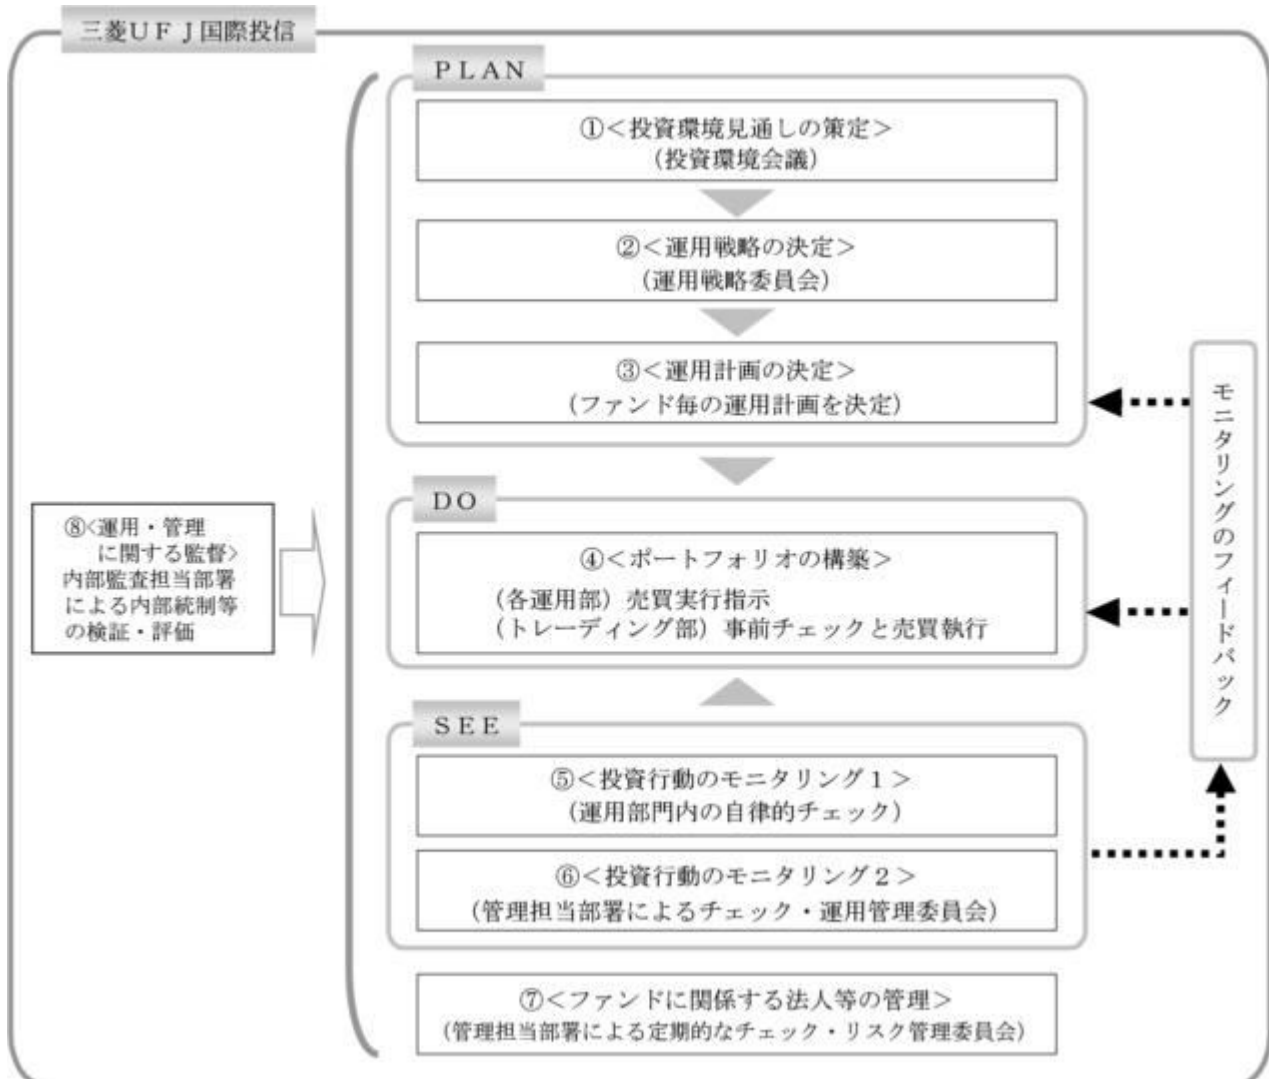 三菱ＵＦＪ国際投信
ＰＬＡＮ
①＜投資環境見通しの策定＞
（投資環境会議）
②＜運用戦略の決定＞
（運用戦略委員会）
③＜運用計画の決定＞
（ファンド毎の運用計画を決定）
ＤＯ
④＜ポートフォリオの構築＞
（各運用部）売買実行指示
（トレーディング部）事前チェックと売買執行
ＳＥＥ
⑤＜投資行動のモニタリング１＞
（運用部門内の自律的チェック）
⑥＜投資行動のモニタリング２＞
（管理担当部署によるチェック・運用管理委員会）
⑦＜ファンドに関係する法人等の管理＞
（管理担当部署による定期的なチェック・リスク管理委員会）
⑧<運用・管理
に関する監督>
内部監査担当部署
による内部統制等
の検証・評価
モニタリングのフィードバック